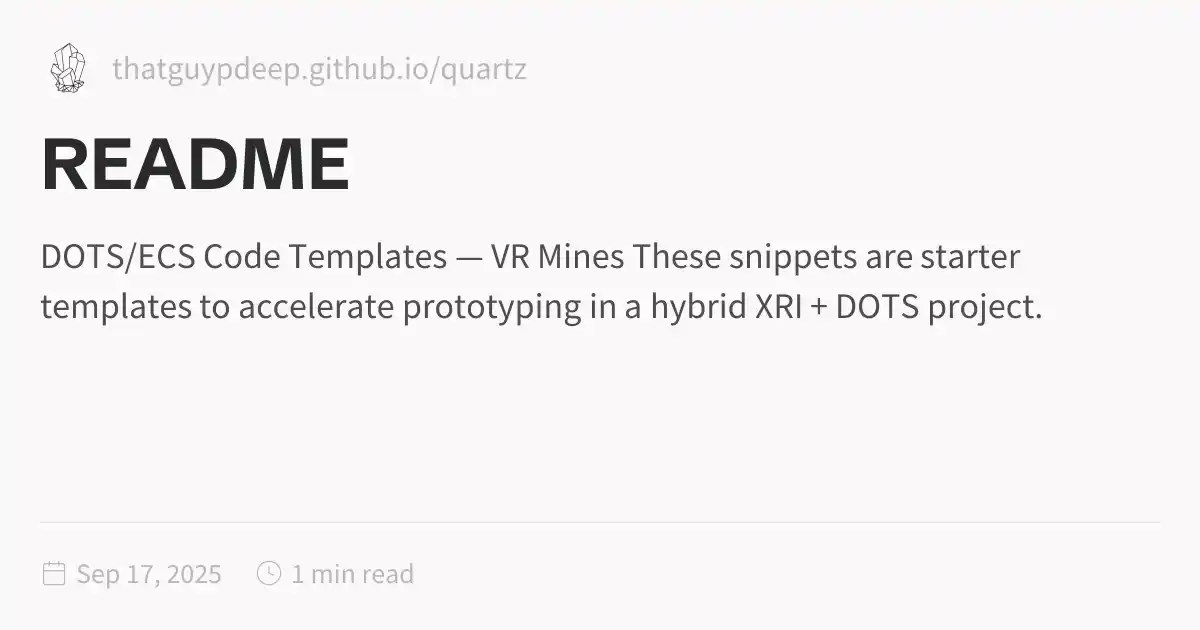 thatguypdeep.github.io/quartz
README
DOTS/ECS Code Templates — VR Mines These snippets are starter
templates to accelerate prototyping in a hybrid XRI + DOTS project.
Sep 17, 2025 1 min read